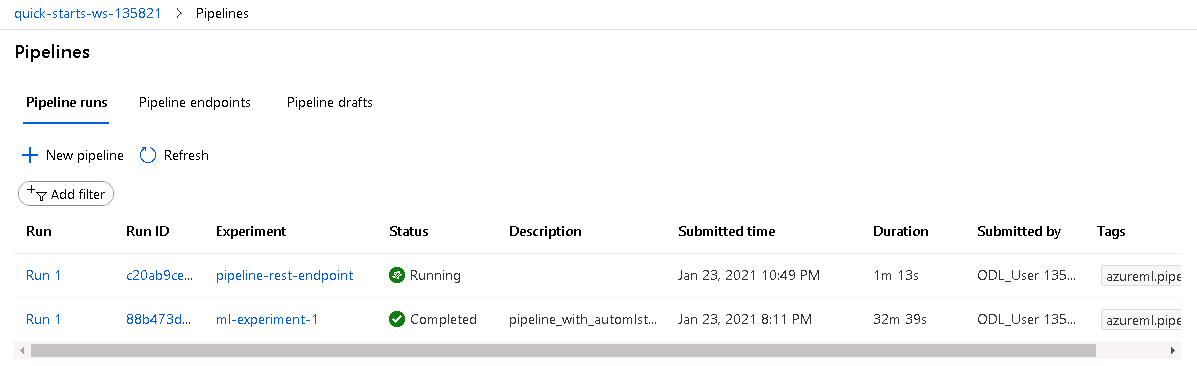 quick-starts-ws-135821 > Pipelines
Pipelines
Pipeline runs Pipeline endpoints Pipeline drafts
New pipeline Refresh
Add filter
Run Run ID Experiment Status Description Submitted time Duration Submitted by Tags
Run 1 c20ab9ce... pipeline-rest-endpoint Running Jan 23, 2021 10:49 PM 1m 13s ODL_User 135... azureml.pipe
Run 1 88b473d... ml-experiment-1 Completed pipeline_with_automlst... Jan 23, 2021 8:11 PM 32m 39s ODL_User 135... azureml.pipe